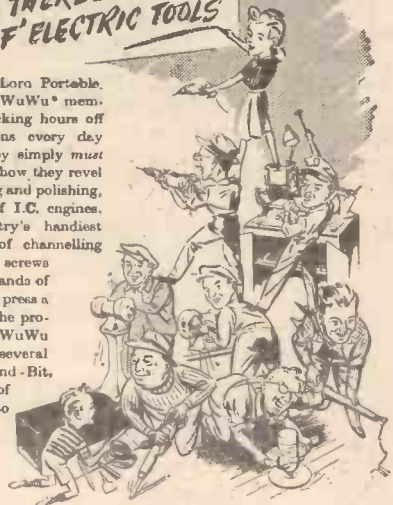 F' ELECTRIC TOOLS
Loro Portable.
WuWu* mem-
cking hours off
ns every day
y simply must
how they revel
g and polishing,
f I.C. engines.
try's handiest
of channelling
screws
ands of
press a
he pro-
WuWu
several
nd-Bit,
of
o